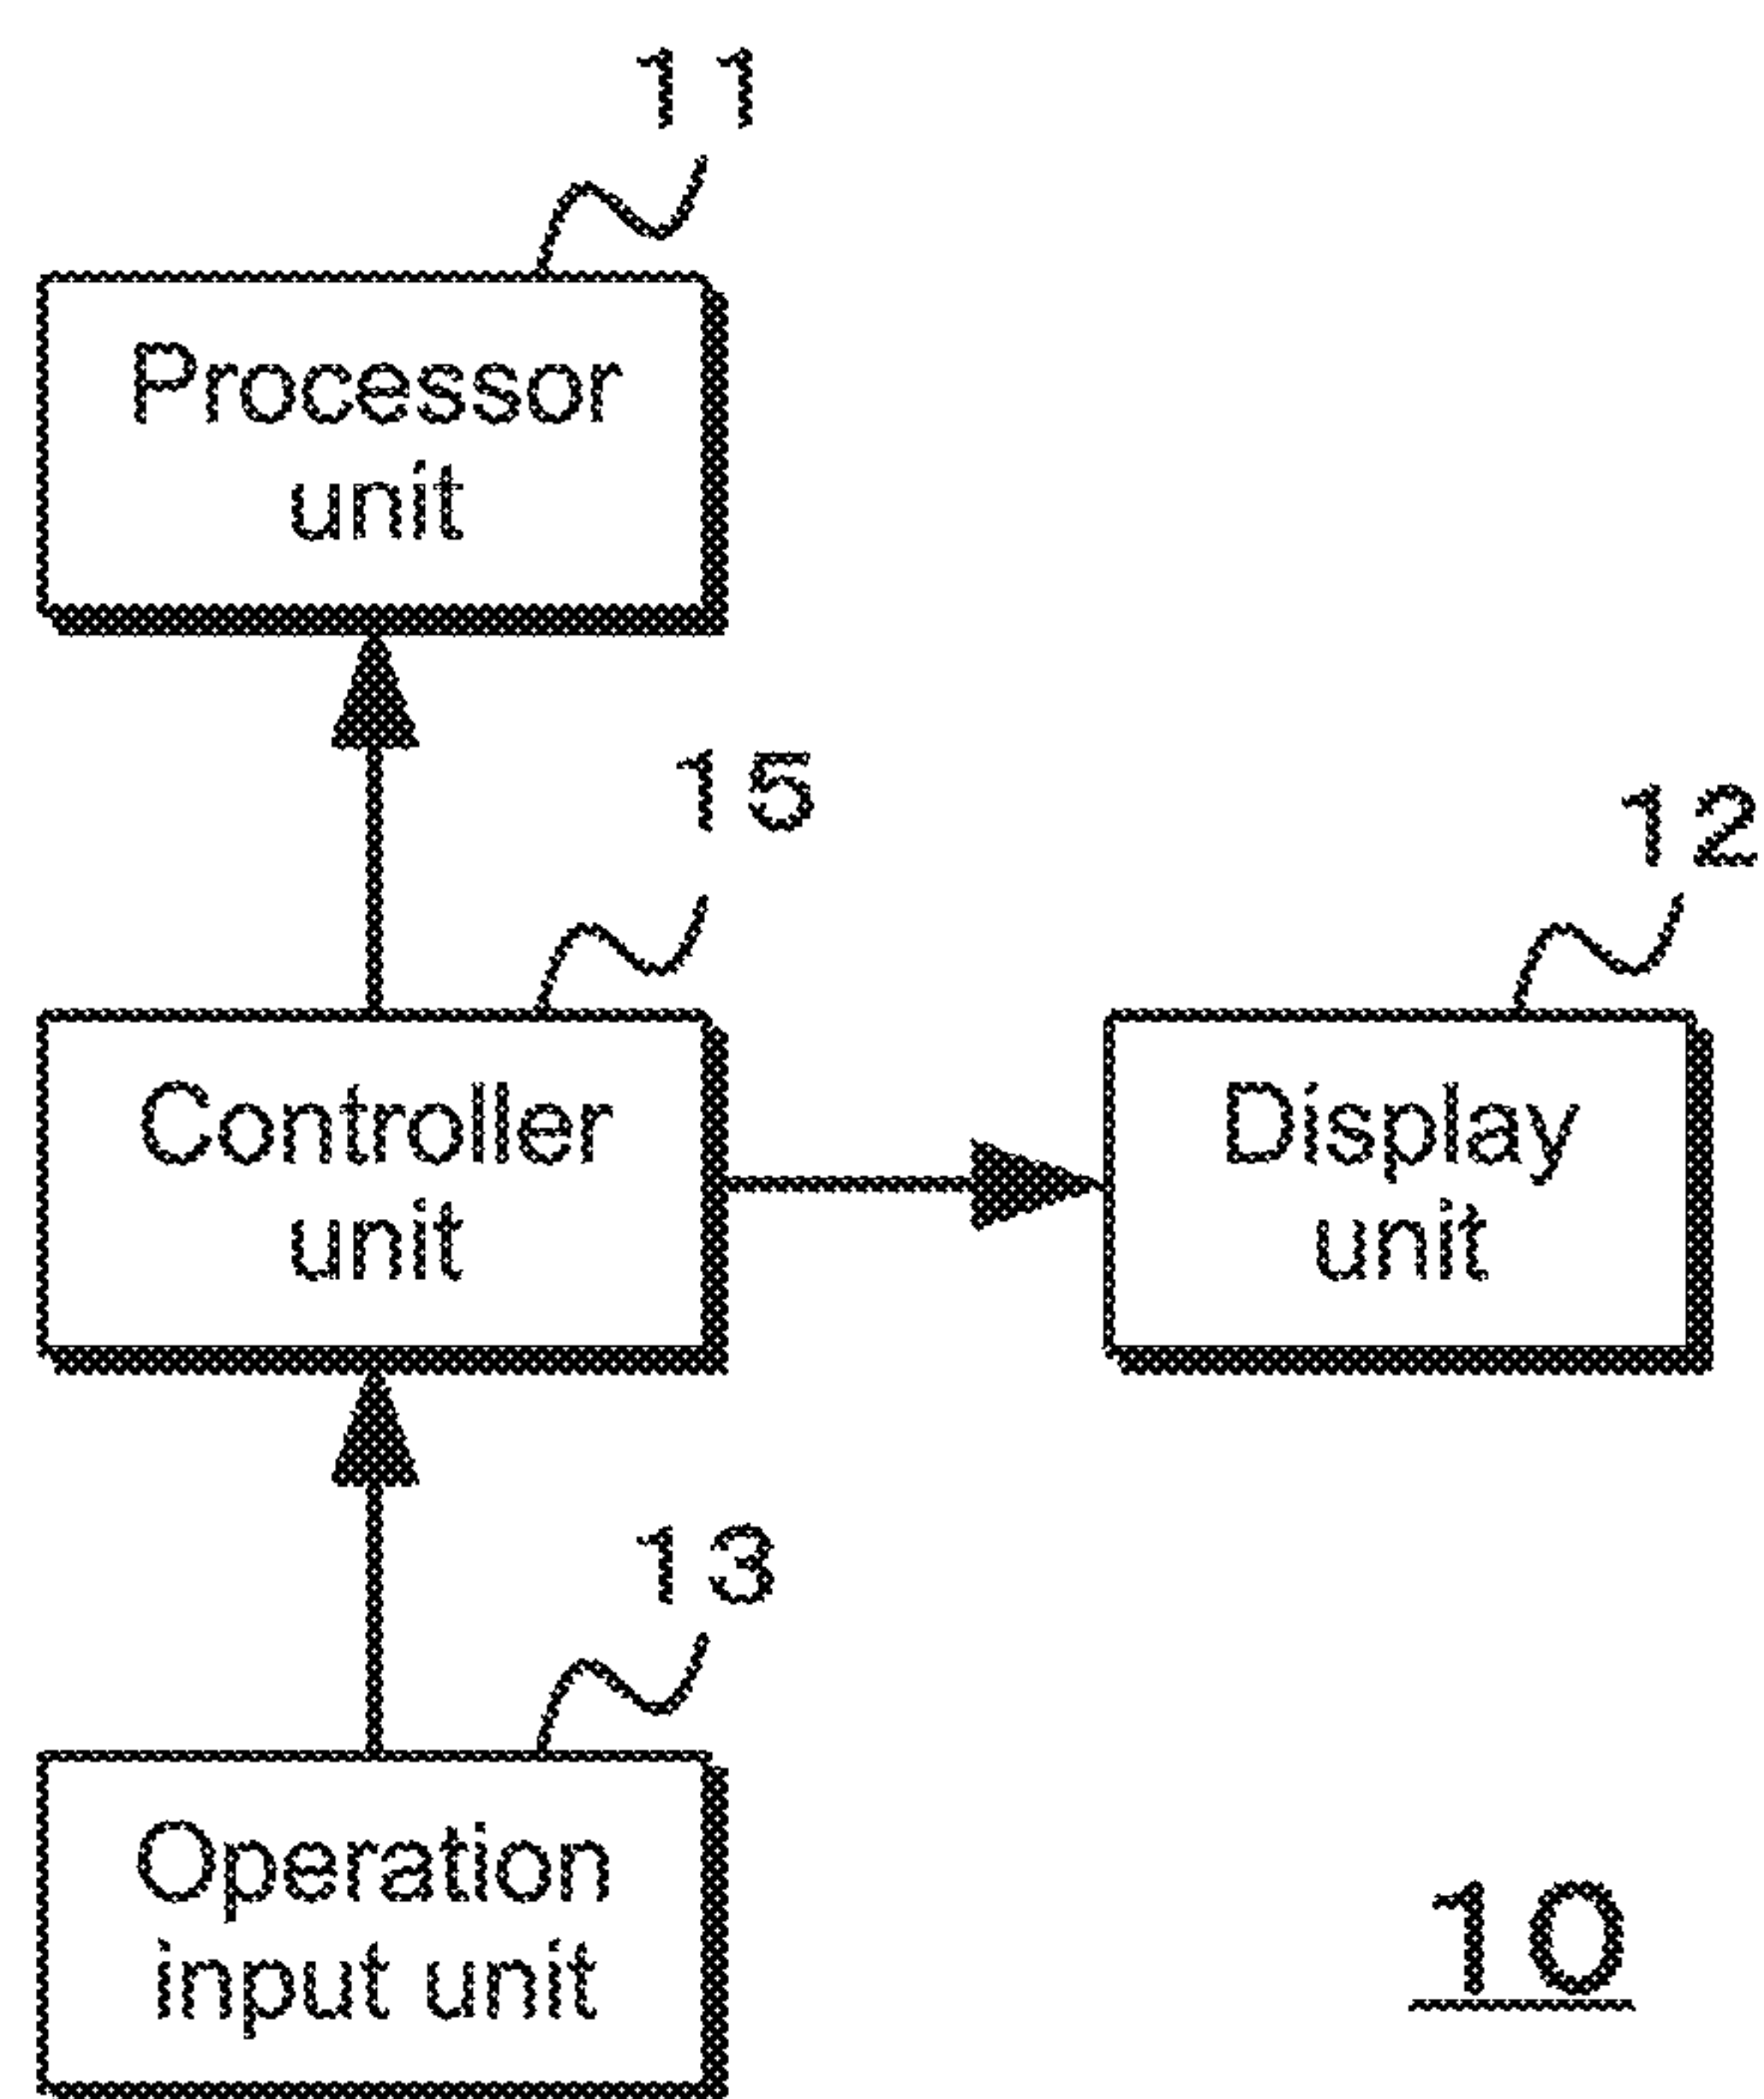 11
Processor
unit
15
12
Controller
unit
Display
unit
13
Operation
input unit
10